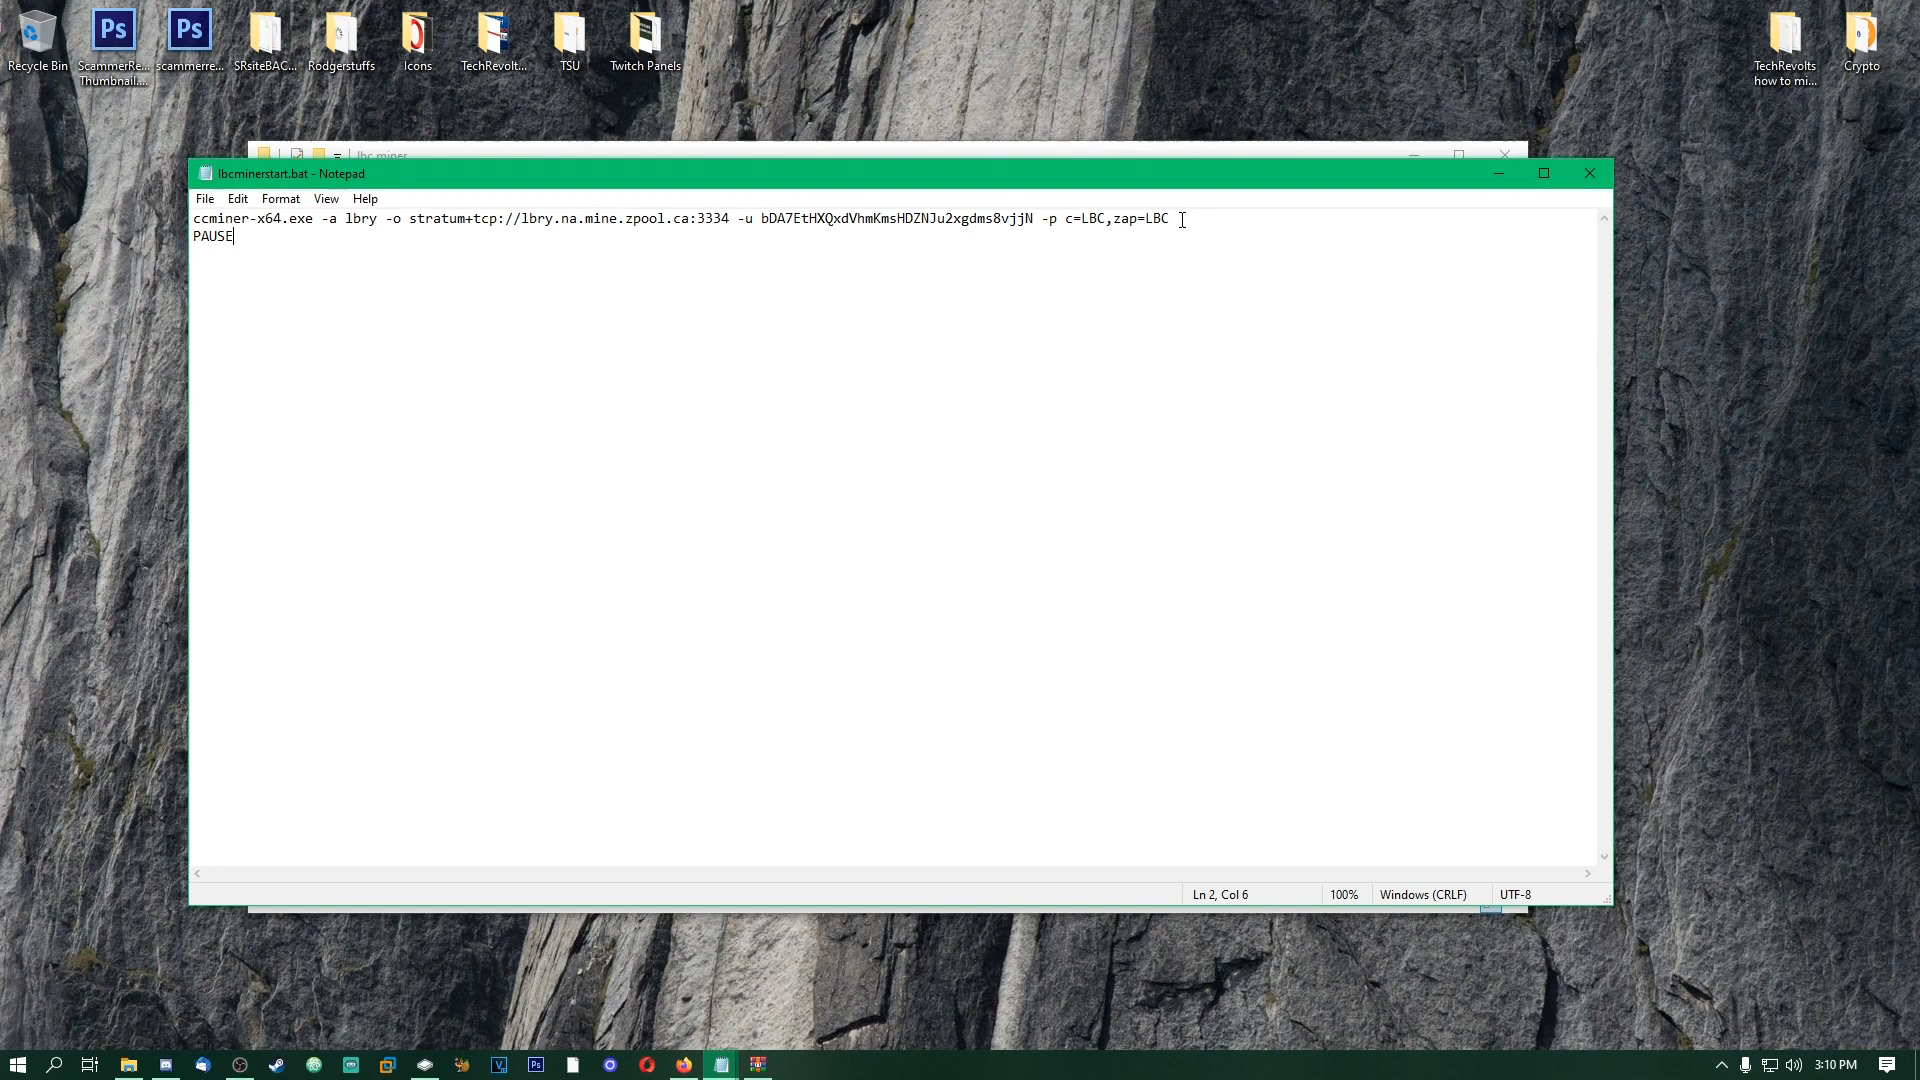 Recycle Bin
ScammerRe...
Thumbnail....
scammerre...
SRsiteBAC...
Rodgerstuffs
Icons
TechRevolt...
TSU
Twitch Panels
TechRevolts
how to mi...
Crypto
lbc miner
lbcminerstart.bat - Notepad
File Edit Format View Help
ccminer-x64.exe -a lbry -o stratum+tcp://lbry.na.mine.zpool.ca:3334 -u bDA7EtHXQxdVhmKmsHDZNJu2xgdms8vjjN -p c=LBC,zap=LBC
PAUSE
Ln 2, Col 6
100%
Windows (CRLF)
UTF-8
3:10 PM